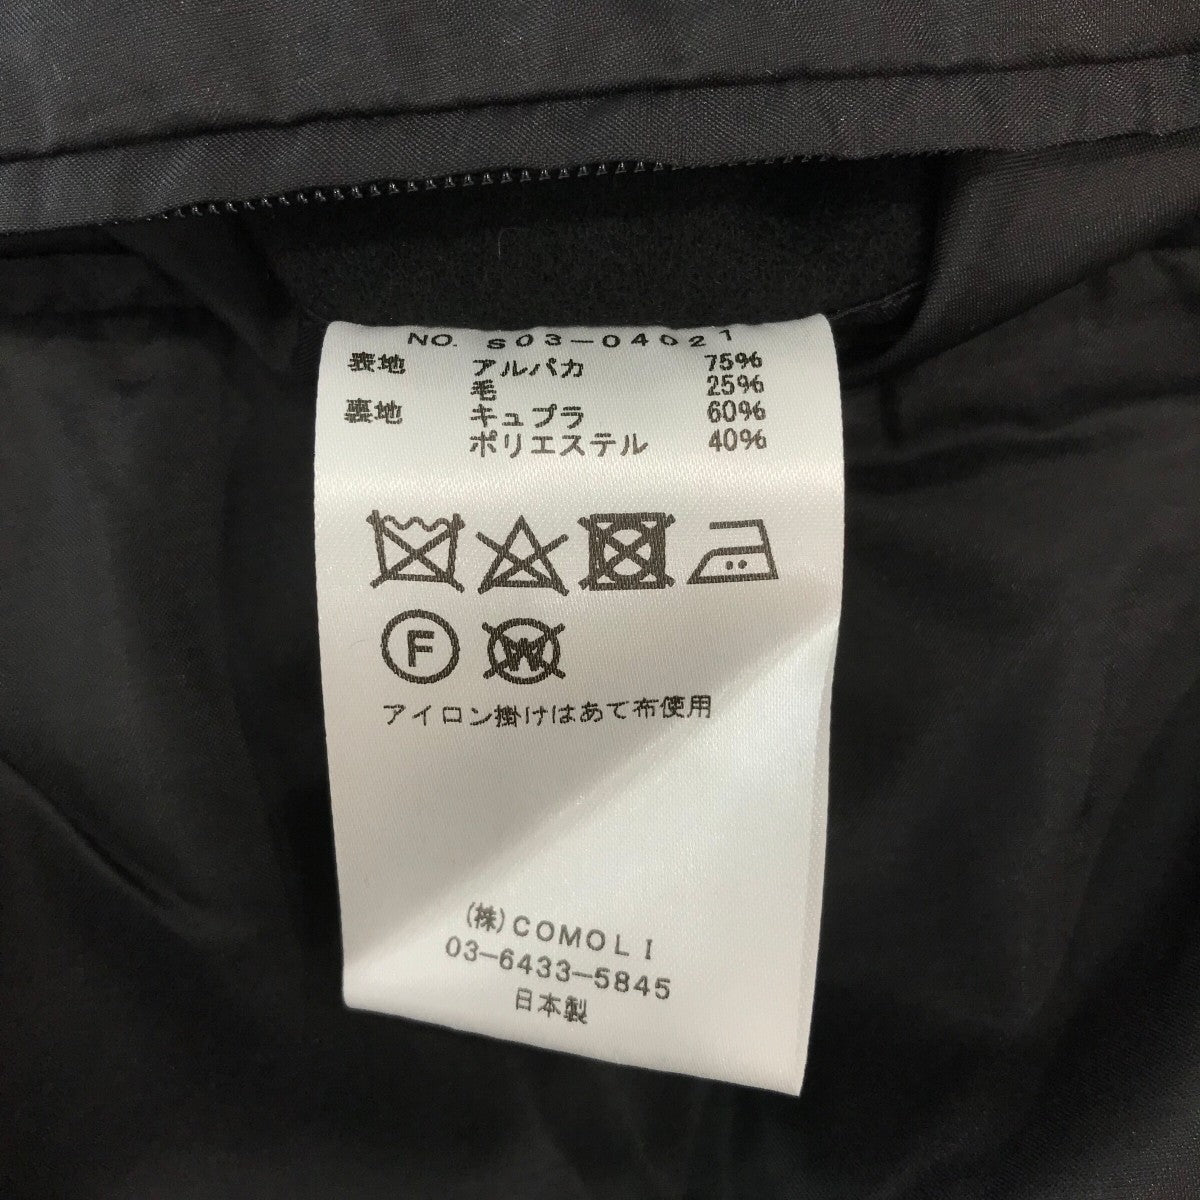 NO. S03-04021
表地 アルパカ 75%
毛 25%
裏地 キュプラ 60%
ポリエステル 40%
F W
アイロン掛けはあて布使用
(株)COMOLI
03-6433-5845
日本製